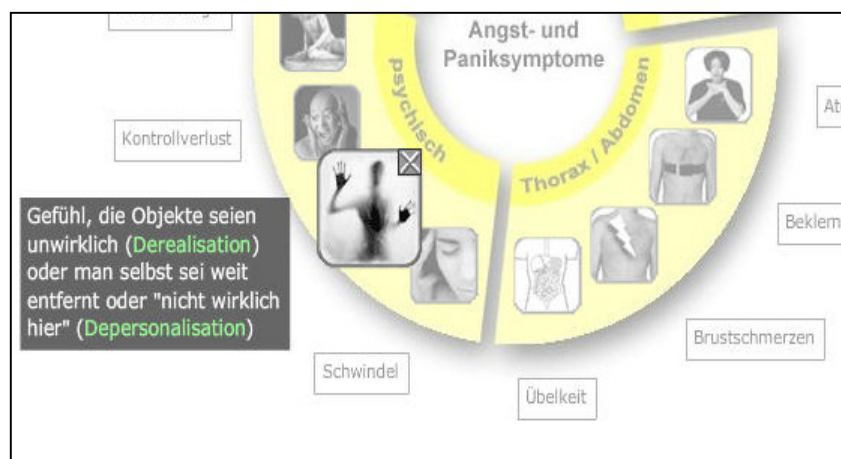 Angst- und
Paniksymptome
psychisch
Thorax / Abdomen
Kontrollverlust
Gefühl, die Objekte seien
unwirklich (Derealisation)
oder man selbst sei weit
entfernt oder "nicht wirklich
hier" (Depersonalisation)
Schwindel
Übelkeit
Brustschmerzen
Beklem